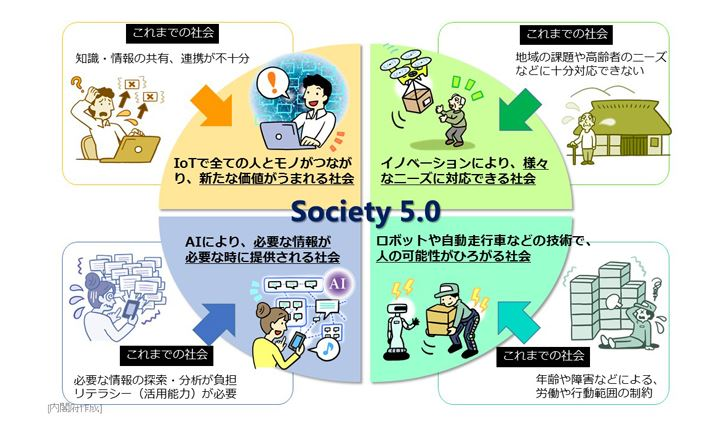 これまでの社会
知識・情報の共有、連携が不十分
これまでの社会
地域の課題や高齢者のニーズ
などに十分対応できない
IoTで全ての人とモノがつなが
り、新たな価値がうまれる社会
イノベーションにより、様々
なニーズに対応できる社会
Society 5.0
AIにより、必要な情報が
必要な時に提供される社会
AI
ロボットや自動走行車などの技術で、
人の可能性がひろがる社会
これまでの社会
必要な情報の探索・分析が負担
リテラシー（活用能力）が必要
これまでの社会
年齢や障害などによる、
労働や行動範囲の制約
[内閣府作成]